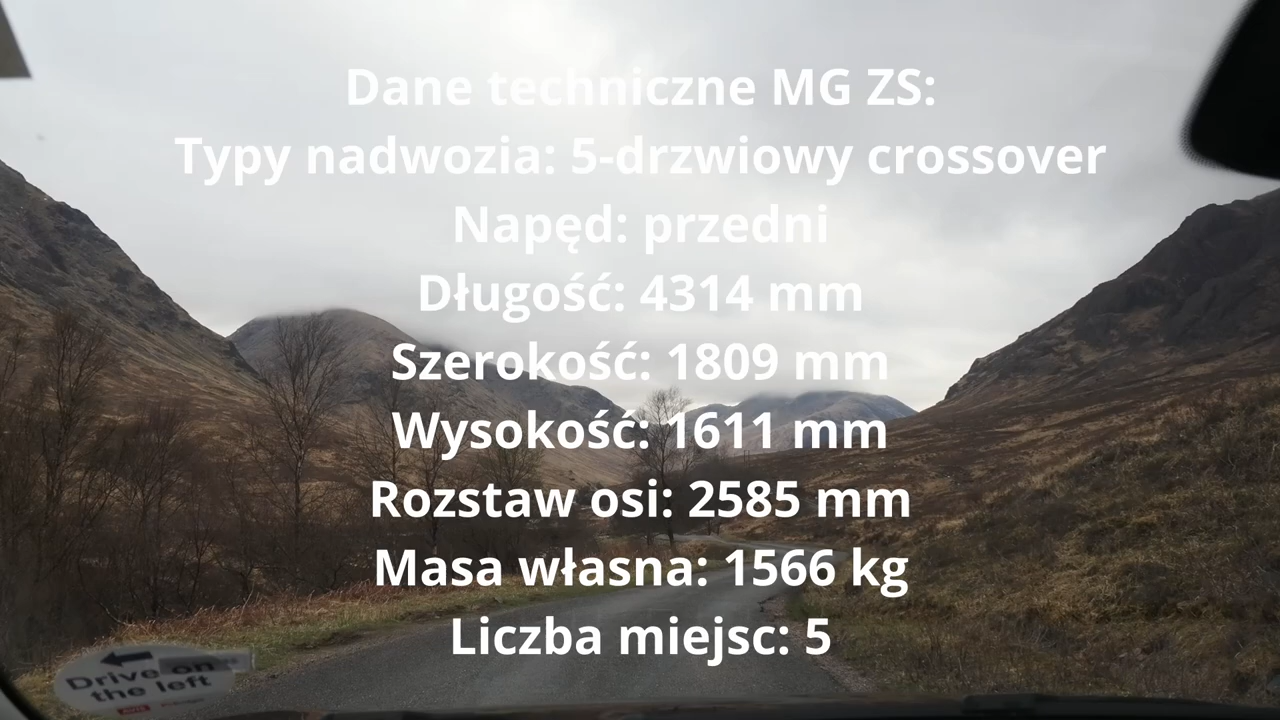 Dane techniczne MG ZS:
Typy nadwozia: 5-drzwiowy crossover
Napęd: przedni
Długość: 4314 mm
Szerokość: 1809 mm
Wysokość: 1611 mm
Rozstaw osi: 2585 mm
Masa własna: 1566 kg
Liczba miejsc: 5
Drive on
the left